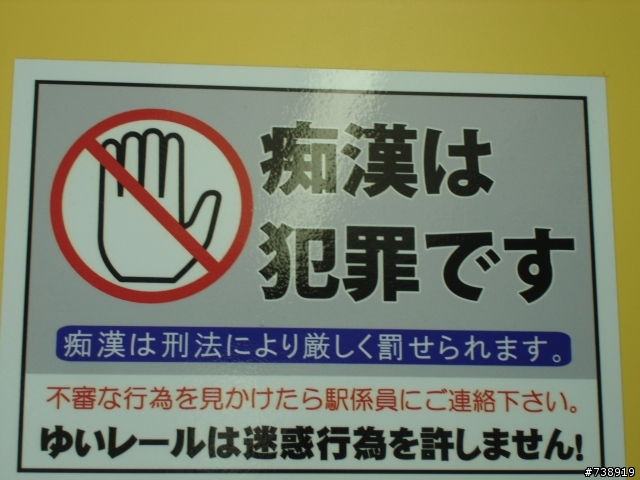 痴漢は
犯罪です
痴漢は刑法により厳しく罰せられます。
不審な行為を見かけたら駅係員にご連絡下さい。
ゆいレールは迷惑行為を許しません!
#738919